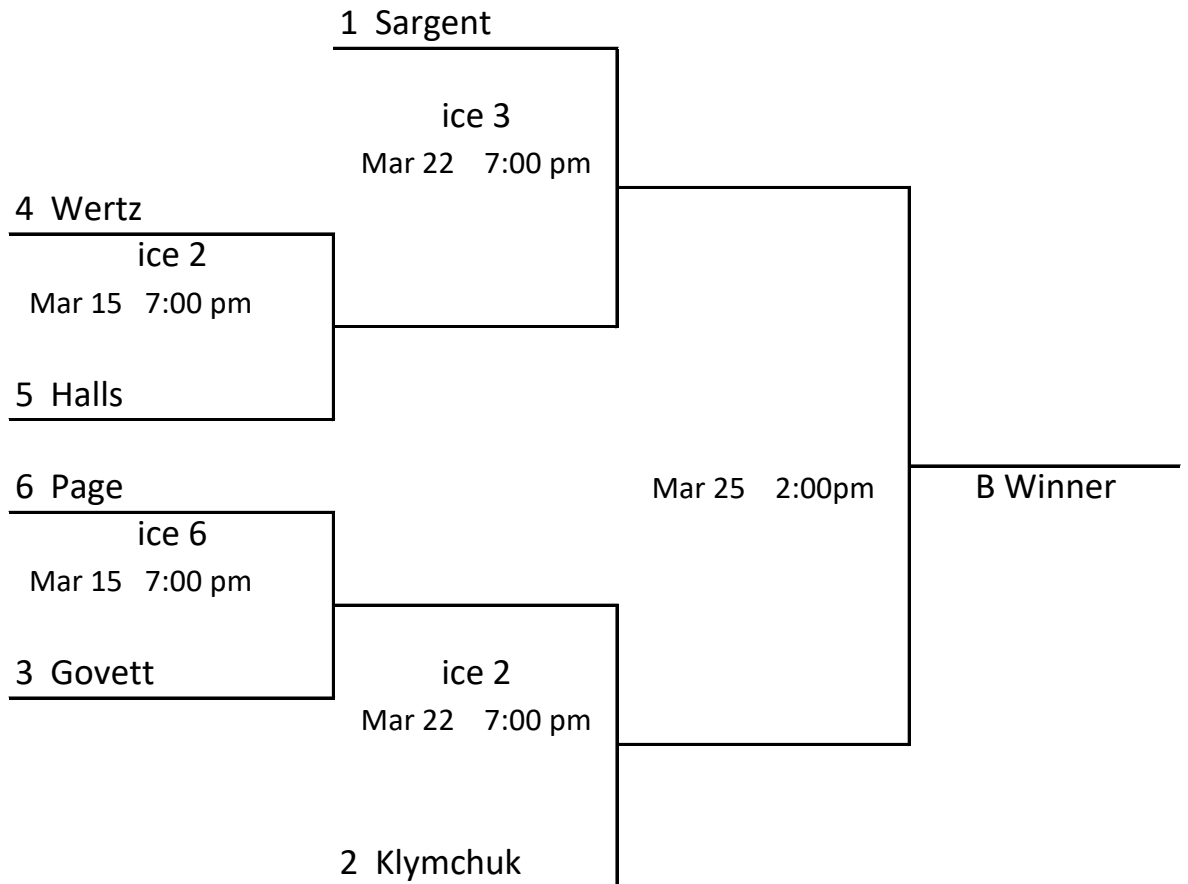 1 Sargent
ice 3
Mar 22 7:00 pm
4 Wertz
ice 2
Mar 15 7:00 pm
5 Halls
6 Page
Mar 25 2:00pm
B Winner
ice 6
Mar 15 7:00 pm
3 Govett
ice 2
Mar 22 7:00 pm
2 Klymchuk